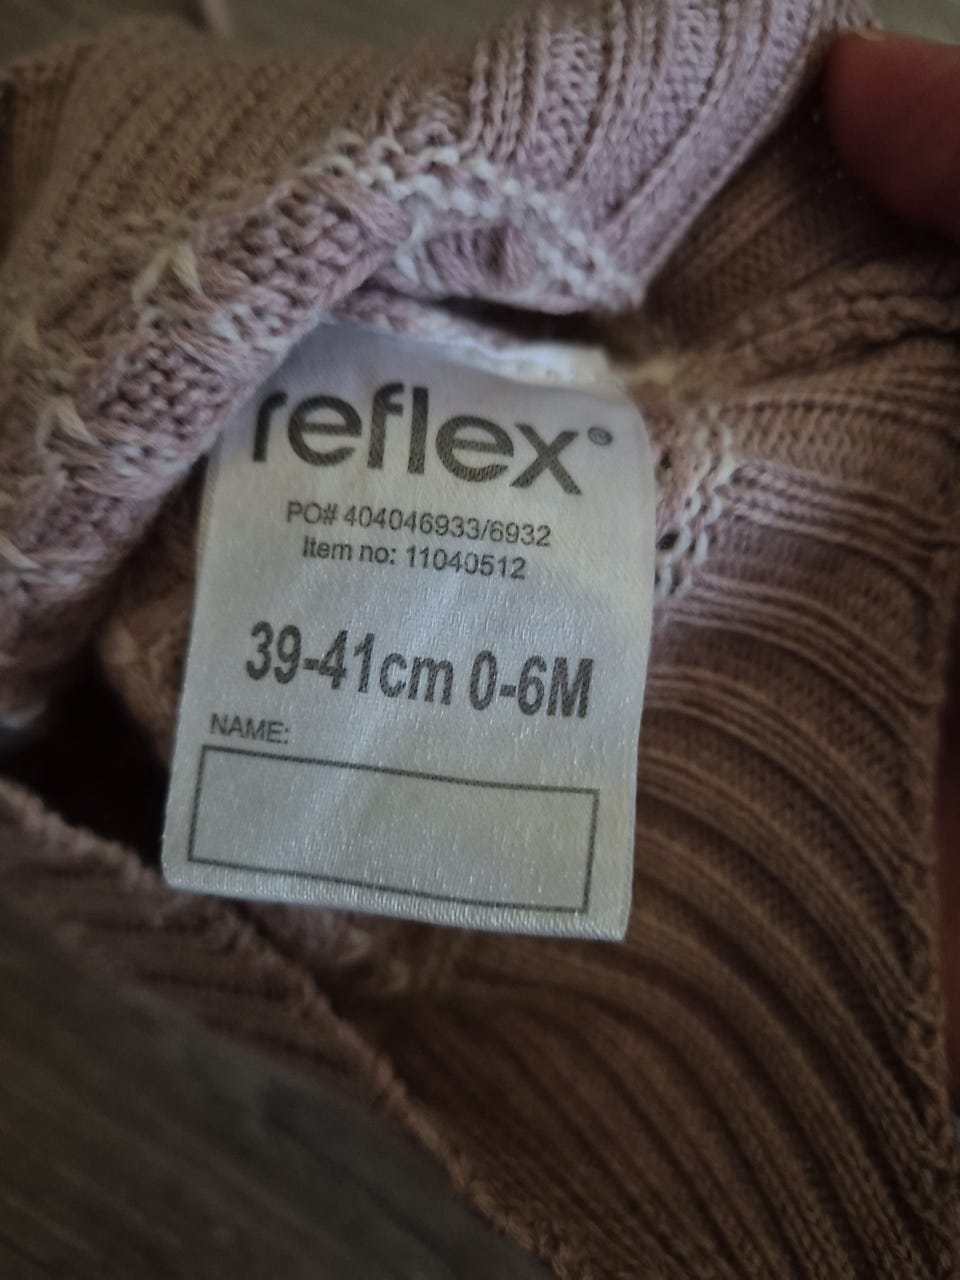 reflex®
PO# 404046933/6932
Item no: 11040512
39-41cm 0-6M
NAME: